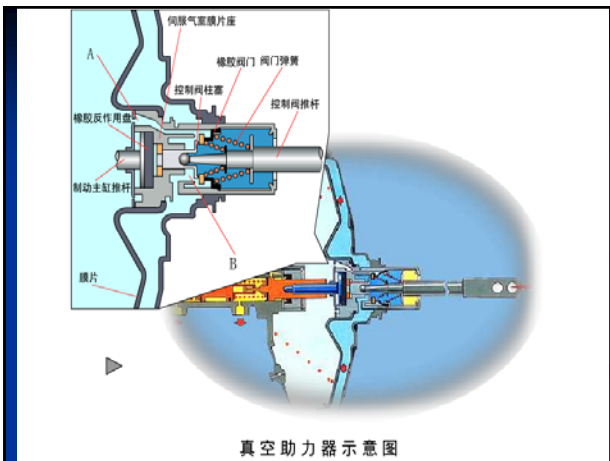 伺服气室膜片座
A
橡胶阀门
阀门弹簧
控制阀柱塞
控制阀推杆
橡胶反作用盘
制动主缸推杆
B
膜片
真空助力器示意图